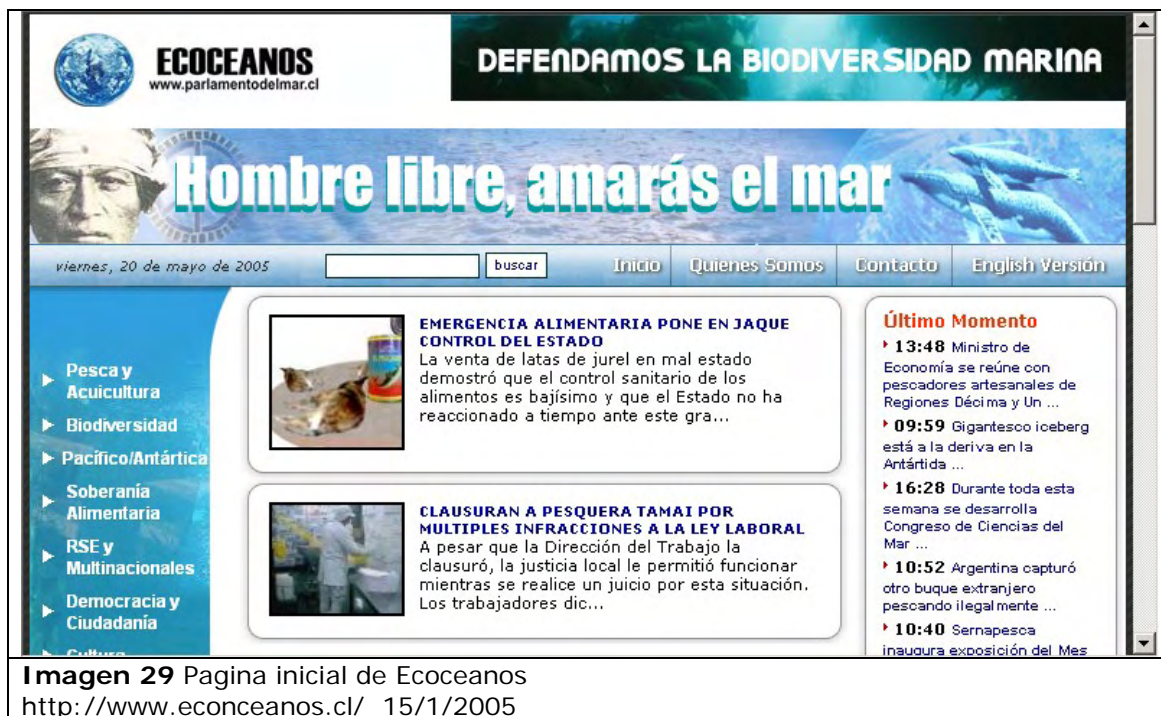 ECOCEANOS
www.parlamentodelmar.cl
DEFENDAMOS LA BIODIVERSIDAD MARINA
Hombre libre, amarás el mar
viernes, 20 de mayo de 2005
buscar
Inicio
Quienes Somos
Contacto
English Versión
Pesca y
Acuicultura
Biodiversidad
Pacífico/Antártica
Soberanía
Alimentaria
RSE y
Multinacionales
Democracia y
Ciudadanía
Cultura
EMERGENCIA ALIMENTARIA PONE EN JAQUE
CONTROL DEL ESTADO
La venta de latas de jurel en mal estado
demostró que el control sanitario de los
alimentos es bajísimo y que el Estado no ha
reaccionado a tiempo ante este gra...
CLAUSURAN A PESQUERA TAMAI POR
MULTIPLES INFRACCIONES A LA LEY LABORAL
A pesar que la Dirección del Trabajo la
clausuró, la justicia local le permitió funcionar
mientras se realice un juicio por esta situación.
Los trabajadores dic...
Último Momento
13:48 Ministro de
Economía se reúne con
pescadores artesanales de
Regiones Décima y Un ...
09:59 Gigantesco iceberg
está a la deriva en la
Antártida ...
16:28 Durante toda esta
semana se desarrolla
Congreso de Ciencias del
Mar ...
10:52 Argentina capturó
otro buque extranjero
pescando ilegalmente ...
10:40 Sernapesca
inaugura exposición del Mes
Imagen 29 Pagina inicial de Ecoceanos
http://www.econceanos.cl/ 15/1/2005